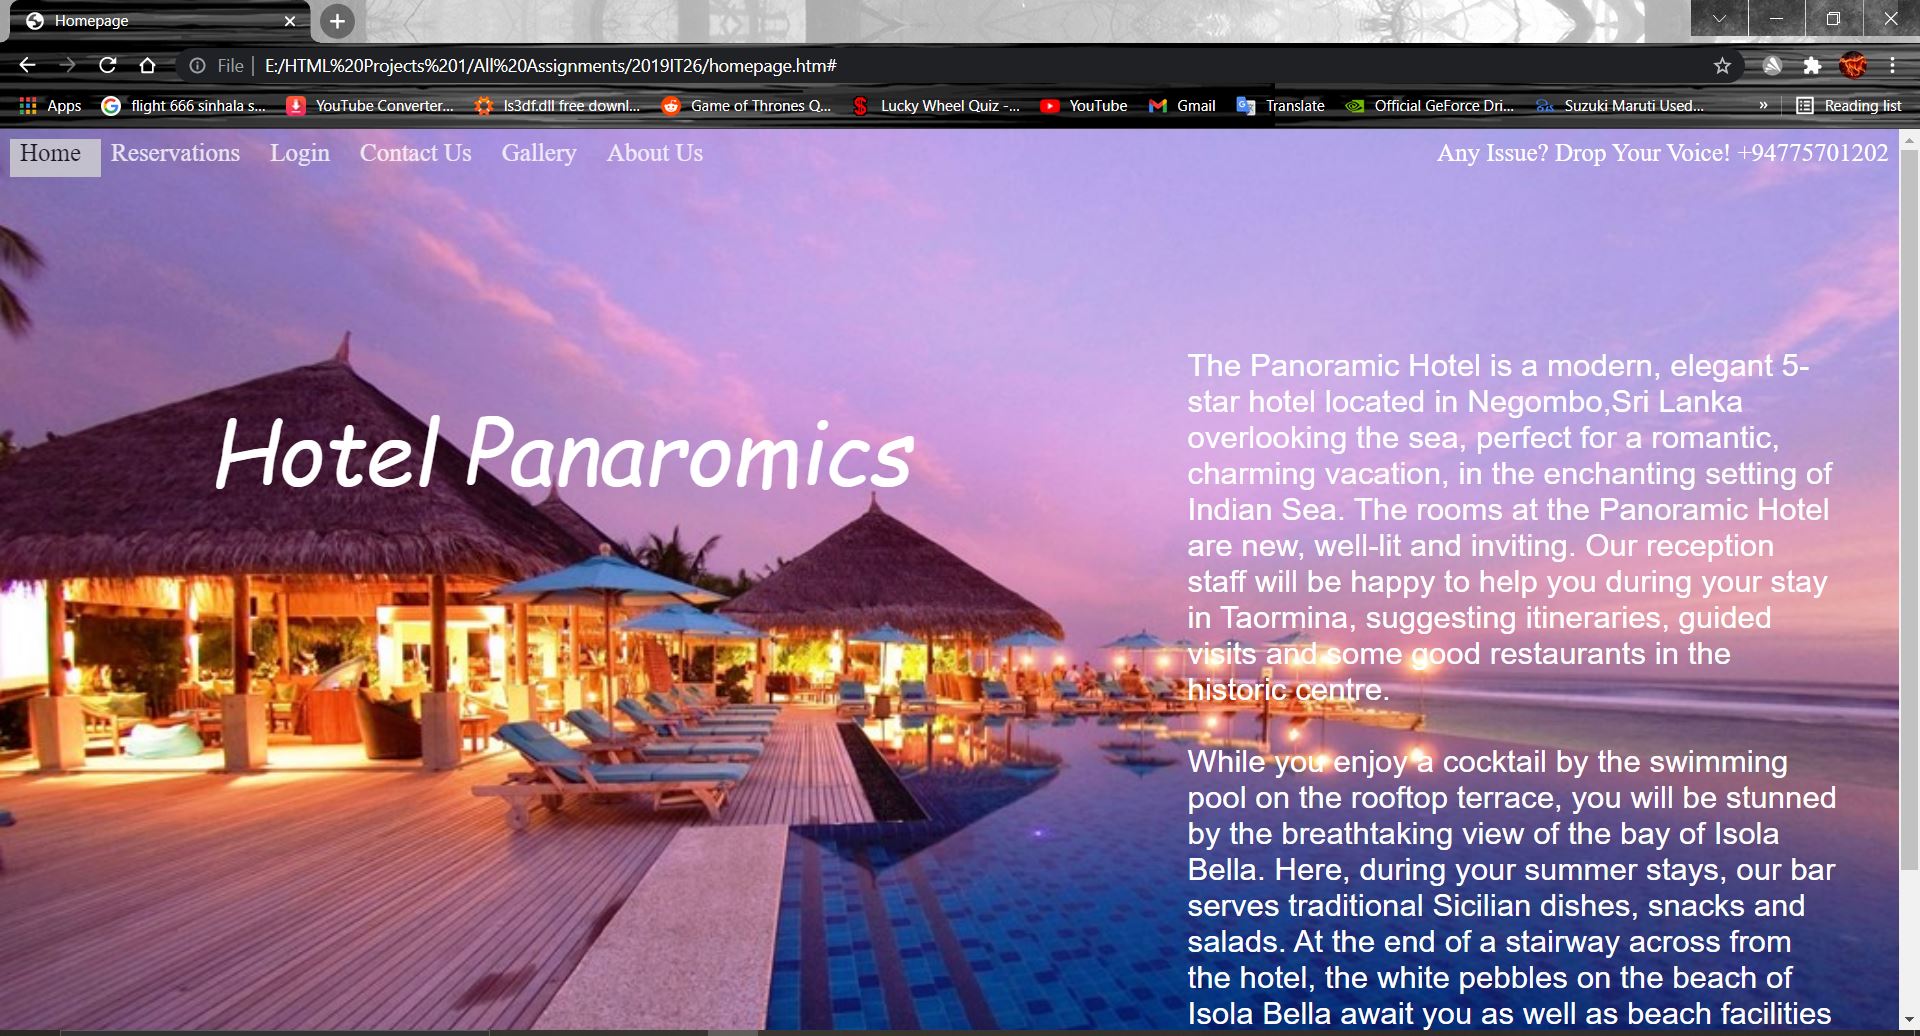 Homepage
File | E:/HTML%20Projects%201/All%20Assignments/2019IT26/homepage.htm#
Apps flight 666 sinhala s... YouTube Converter... ls3df.dll free downl... Game of Thrones Q... Lucky Wheel Quiz -... YouTube Gmail Translate Official GeForce Dri... Suzuki Maruti Used... » Reading list
Home Reservations Login Contact Us Gallery About Us Any Issue? Drop Your Voice! +94775701202
Hotel Panaromics
The Panoramic Hotel is a modern, elegant 5-
star hotel located in Negombo,Sri Lanka
overlooking the sea, perfect for a romantic,
charming vacation, in the enchanting setting of
Indian Sea. The rooms at the Panoramic Hotel
are new, well-lit and inviting. Our reception
staff will be happy to help you during your stay
in Taormina, suggesting itineraries, guided
visits and some good restaurants in the
historic centre.
While you enjoy a cocktail by the swimming
pool on the rooftop terrace, you will be stunned
by the breathtaking view of the bay of Isola
Bella. Here, during your summer stays, our bar
serves traditional Sicilian dishes, snacks and
salads. At the end of a stairway across from
the hotel, the white pebbles on the beach of
Isola Bella await you as well as beach facilities